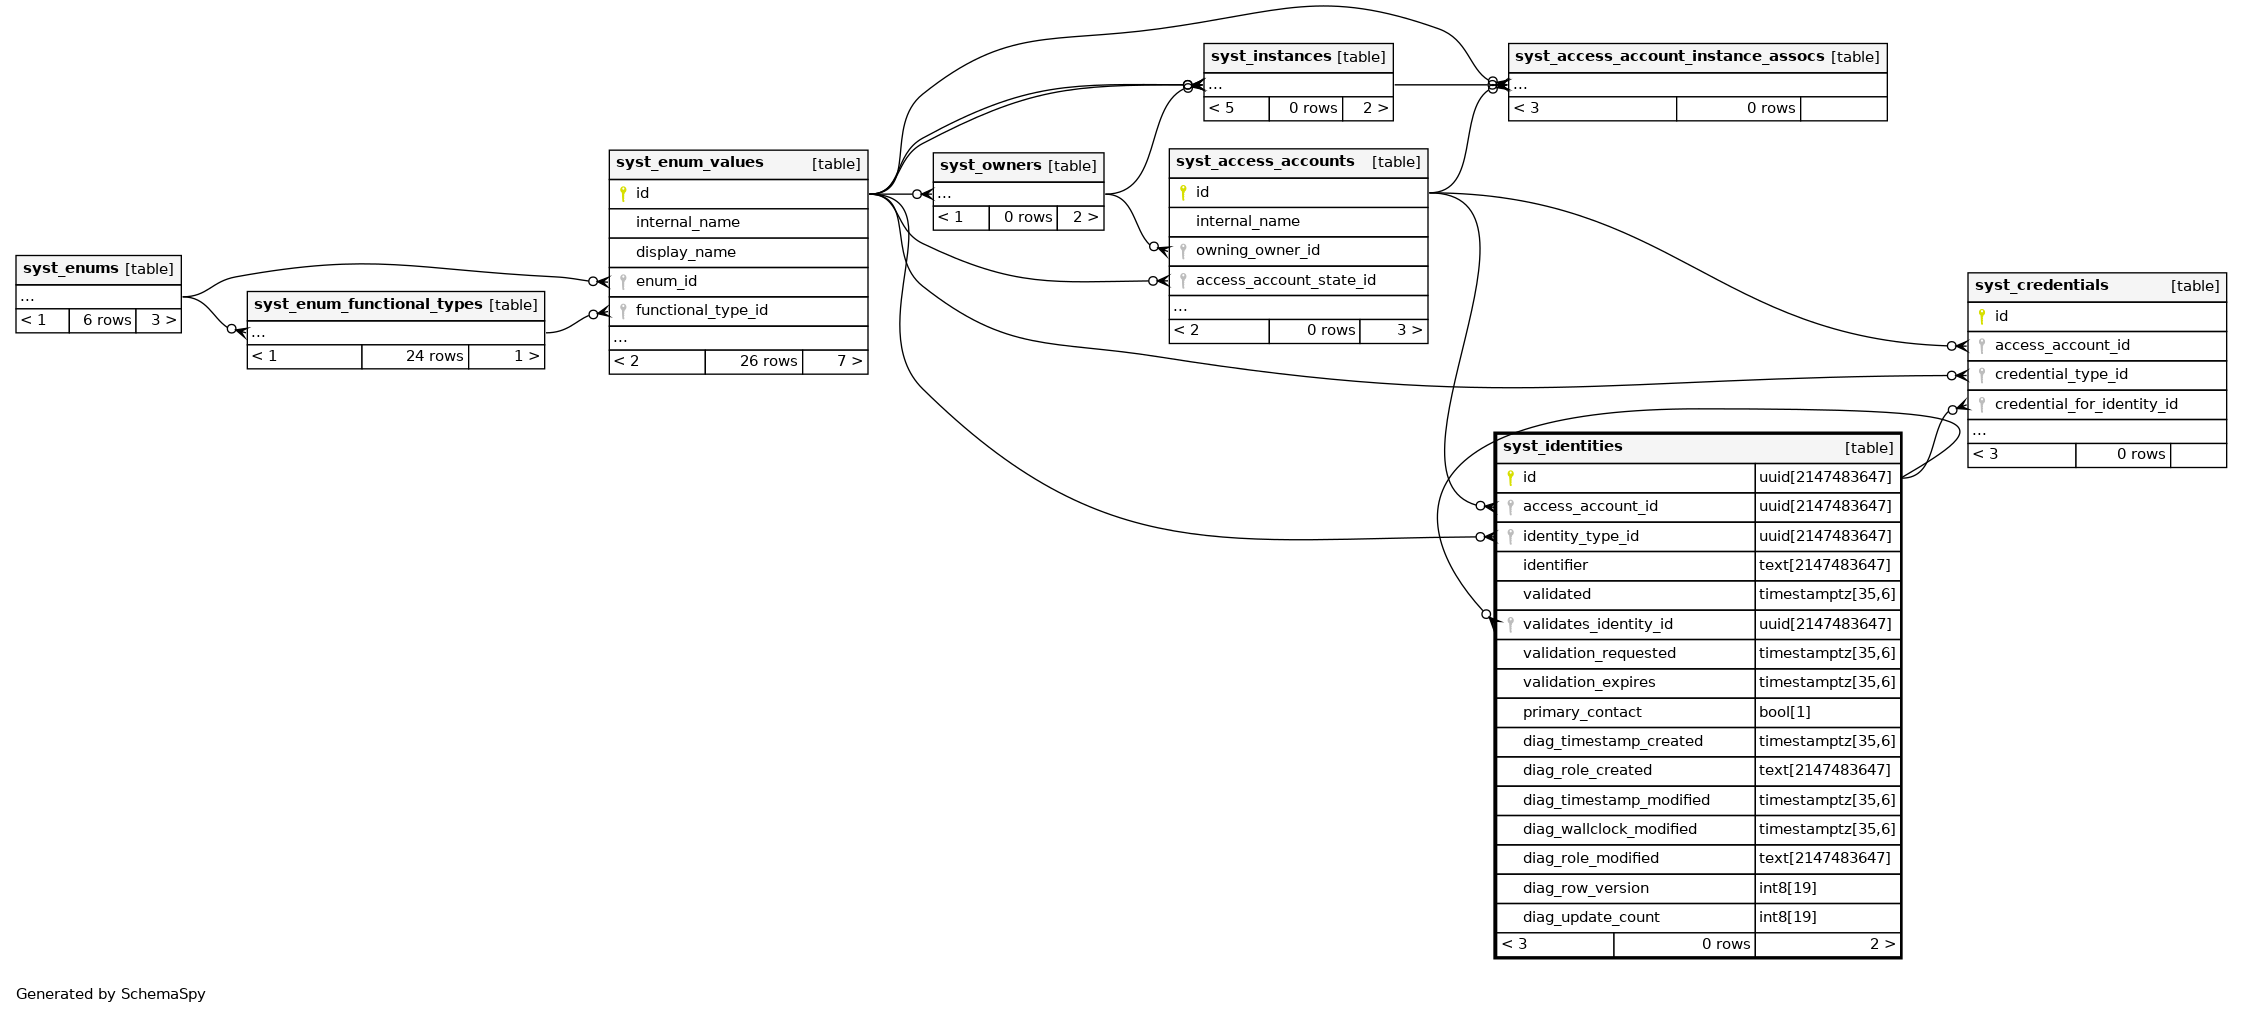 syst_enums [table]
...
< 1 6 rows 3 >
syst_enum_functional_types [table]
...
< 1 24 rows 1 >
syst_enum_values [table]
id
internal_name
display_name
enum_id
functional_type_id
...
< 2 26 rows 7 >
syst_owners [table]
...
< 1 0 rows 2 >
syst_instances [table]
...
< 5 0 rows 2 >
syst_access_accounts [table]
id
internal_name
owning_owner_id
access_account_state_id
...
< 2 0 rows 3 >
syst_access_account_instance_assocs [table]
...
< 3 0 rows
syst_credentials [table]
id
access_account_id
credential_type_id
credential_for_identity_id
...
< 3 0 rows
syst_identities [table]
id uuid[2147483647]
access_account_id uuid[2147483647]
identity_type_id uuid[2147483647]
identifier text[2147483647]
validated timestamptz[35,6]
validates_identity_id uuid[2147483647]
validation_requested timestamptz[35,6]
validation_expires timestamptz[35,6]
primary_contact bool[1]
diag_timestamp_created timestamptz[35,6]
diag_role_created text[2147483647]
diag_timestamp_modified timestamptz[35,6]
diag_wallclock_modified timestamptz[35,6]
diag_role_modified text[2147483647]
diag_row_version int8[19]
diag_update_count int8[19]
< 3 0 rows 2 >
Generated by SchemaSpy